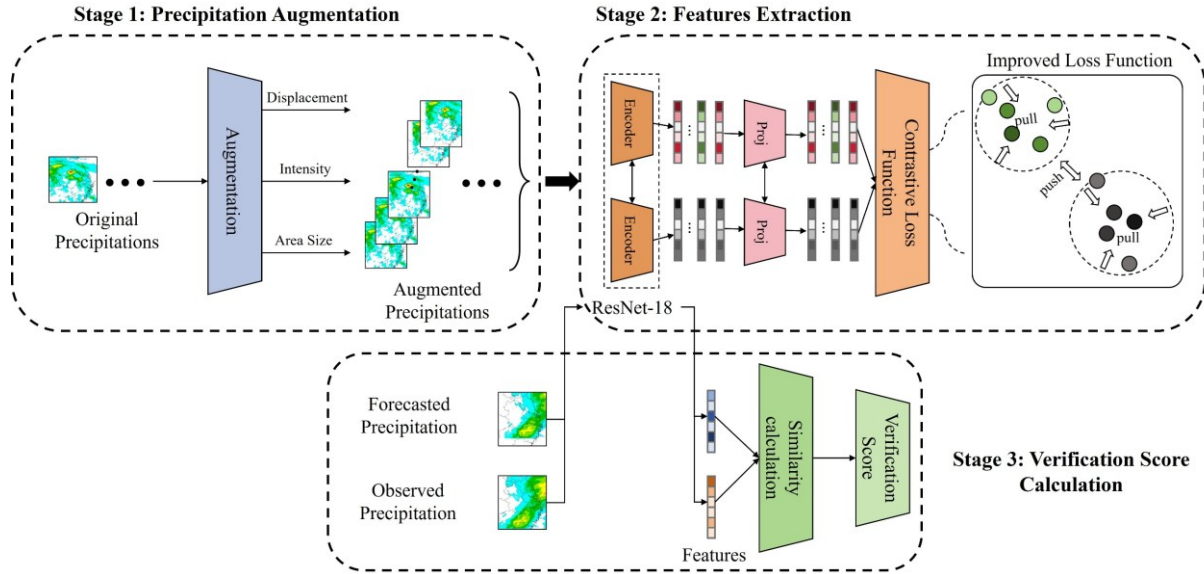 Stage 1: Precipitation Augmentation
Original
Precipitations
Augmentation
Displacement
Intensity
Area Size
Augmented
Precipitations
Stage 2: Features Extraction
Encoder
Encoder
Proj
Proj
Contrastive Loss
Function
Improved Loss Function
pull
push
pull
ResNet-18
Forecasted
Precipitation
Observed
Precipitation
Features
Similarity
calculation
Verification
Score
Stage 3: Verification Score
Calculation